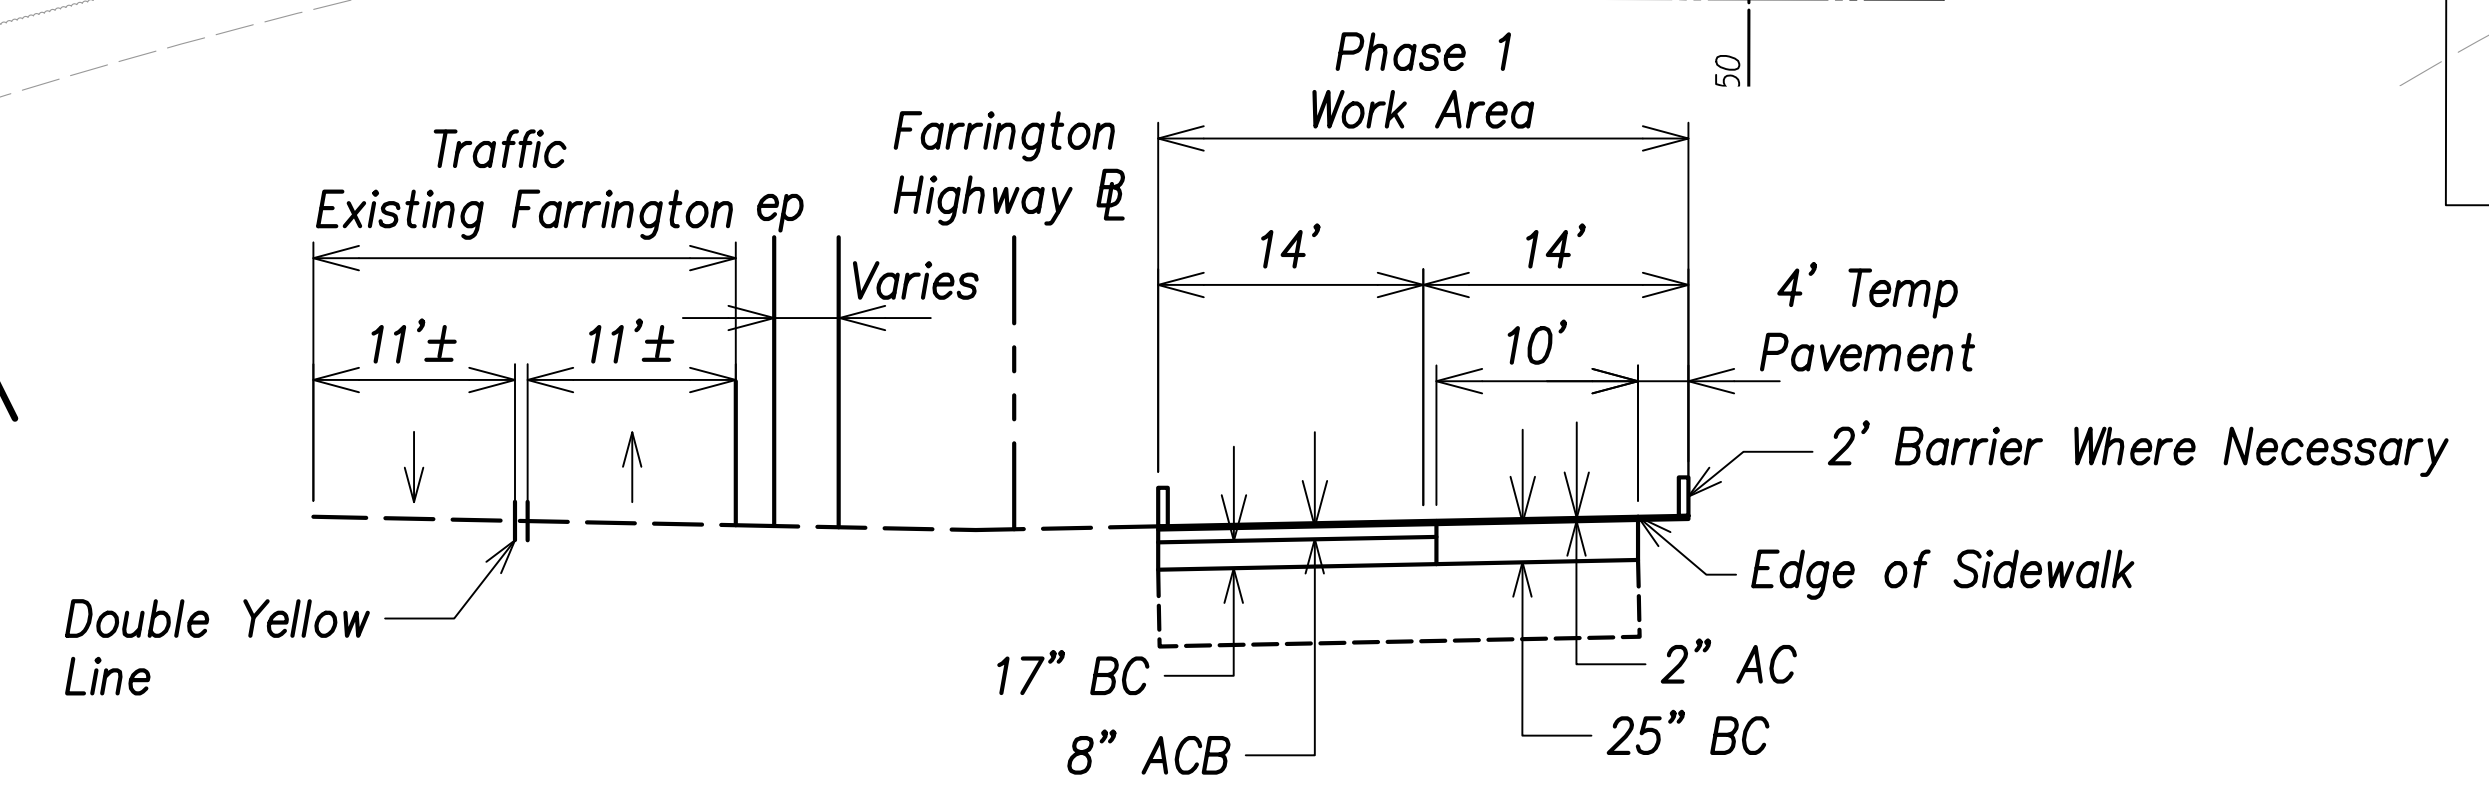 50
Phase 1
Work Area
Farrington
Highway BL
Traffic
Existing Farrington
ep
Varies
14'
14'
11'±
11'±
10'
4' Temp
Pavement
2' Barrier Where Necessary
Edge of Sidewalk
Double Yellow
Line
17" BC
8" ACB
2" AC
25" BC